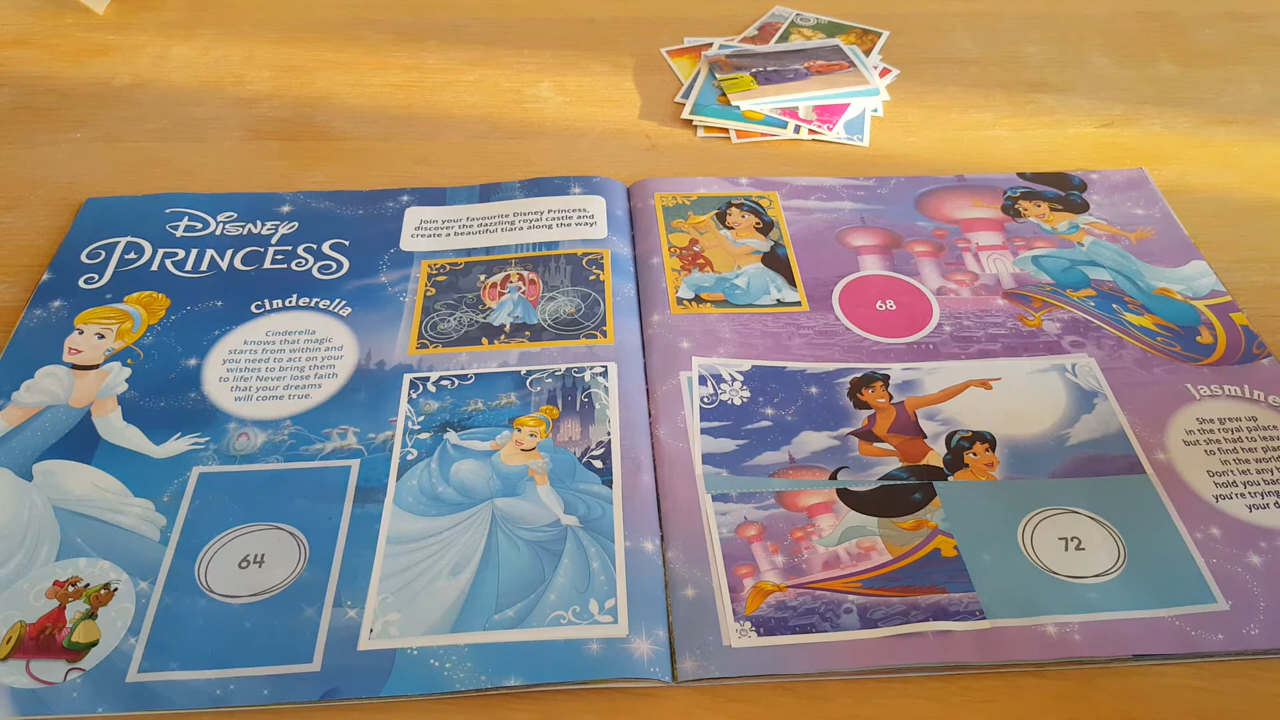 Disney
PRINCESS
Cinderella
Cinderella
knows that magic
starts from within and
you need to act on your
wishes to bring them
to life! Never lose faith
that your dreams
will come true.
Join your favourite Disney Princess,
discover the dazzling royal castle and
create a beautiful tiara along the way!
64
68
72
Jasmine
She grew up
in the royal palace
but she had to lea
to find her pla
in the world
Don't let any
hold you ba
you're trying
your d